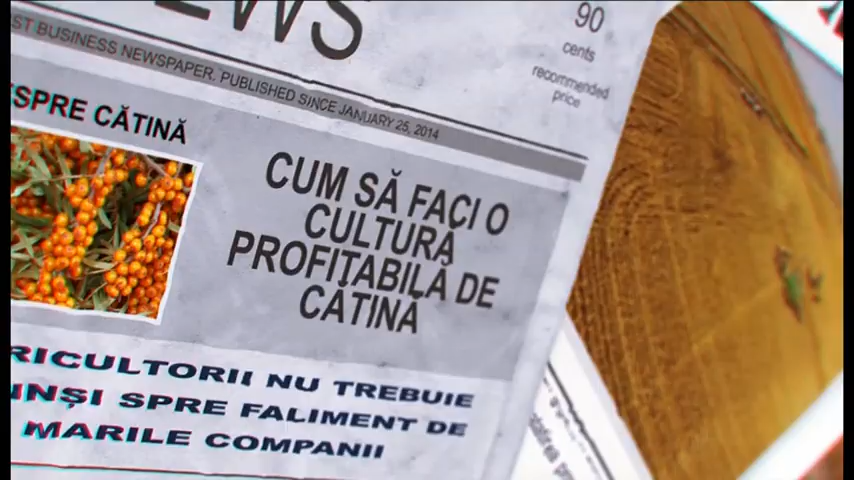 NEWS
90
cents
recommended
price
ST BUSINESS NEWSPAPER. PUBLISHED SINCE JANUARY 25, 2014
SPRE CĂTINĂ
CUM SĂ FACI O
CULTURĂ
PROFITABILĂ DE
CĂTINĂ
RICULTORII NU TREBUIE
INȘI SPRE FALIMENT DE
MARILE COMPANII